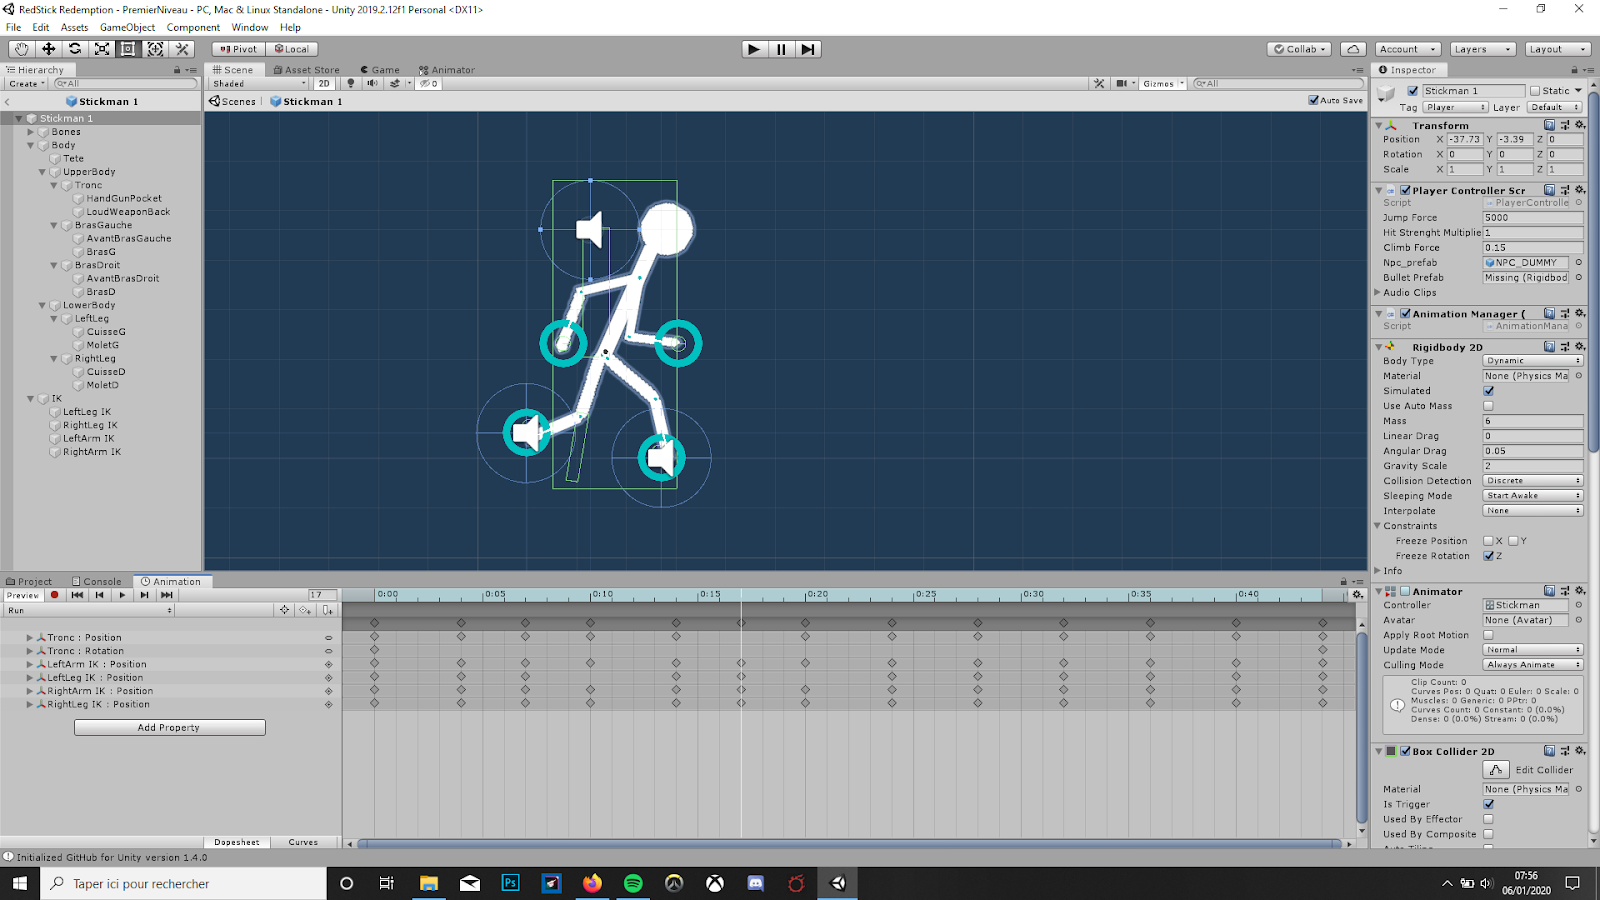 RedStick Redemption - PremierNiveau - PC, Mac & Linux Standalone - Unity 2019.2.12f1 Personal <DX11>
File Edit Assets GameObject Component Window Help
Pivot Local Collab Account Layers Layout
Hierarchy
Create All
Stickman 1
Stickman 1
Bones
Body
Tete
UpperBody
Tronc
HandGunPocket
LoudWeaponBack
BrasGauche
AvantBrasGauche
BrasG
BrasDroit
AvantBrasDroit
BrasD
LowerBody
LeftLeg
CuisseG
MoletG
RightLeg
CuisseD
MoletD
IK
LeftLeg IK
RightLeg IK
LeftArm IK
RightArm IK
Scene Asset Store Game Animator
Shaded 2D 0 Gizmos All
Scenes Stickman 1 Auto Save
Inspector
Stickman 1 Static
Tag Player Layer Default
Transform
Position X -37.73 Y -3.39 Z 0
Rotation X 0 Y 0 Z 0
Scale X 1 Y 1 Z 1
Player Controller Scr
Script PlayerControlle
Jump Force 5000
Hit Strenght Multiplie 1
Climb Force 0.15
Npc_prefab NPC_DUMMY
Bullet Prefab Missing (Rigidbod
Audio Clips
Animation Manager (
Script AnimationMana
Rigidbody 2D
Body Type Dynamic
Material None (Physics Ma
Simulated
Use Auto Mass
Mass 6
Linear Drag 0
Angular Drag 0.05
Gravity Scale 2
Collision Detection Discrete
Sleeping Mode Start Awake
Interpolate None
Constraints
Freeze Position X Y
Freeze Rotation Z
Info
Animator
Controller Stickman
Avatar None (Avatar)
Apply Root Motion
Update Mode Normal
Culling Mode Always Animate
Clip Count: 0
Curves Pos: 0 Quat: 0 Euler: 0 Scale: 0
Muscles: 0 Generic: 0 PPtr: 0
Curves Count: 0 Constant: 0 (0.0%)
Dense: 0 (0.0%) Stream: 0 (0.0%)
Box Collider 2D
Edit Collider
Material None (Physics Ma
Is Trigger
Used By Effector
Used By Composite
Auto Tiling
Project Console Animation
Preview 17 0:00 0:05 0:10 0:15 0:20 0:25 0:30 0:35 0:40
Run
Tronc : Position
Tronc : Rotation
LeftArm IK : Position
LeftLeg IK : Position
RightArm IK : Position
RightLeg IK : Position
Add Property
Dopesheet Curves
Initialized GitHub for Unity version 1.4.0
Taper ici pour rechercher
Ps
07:56
06/01/2020